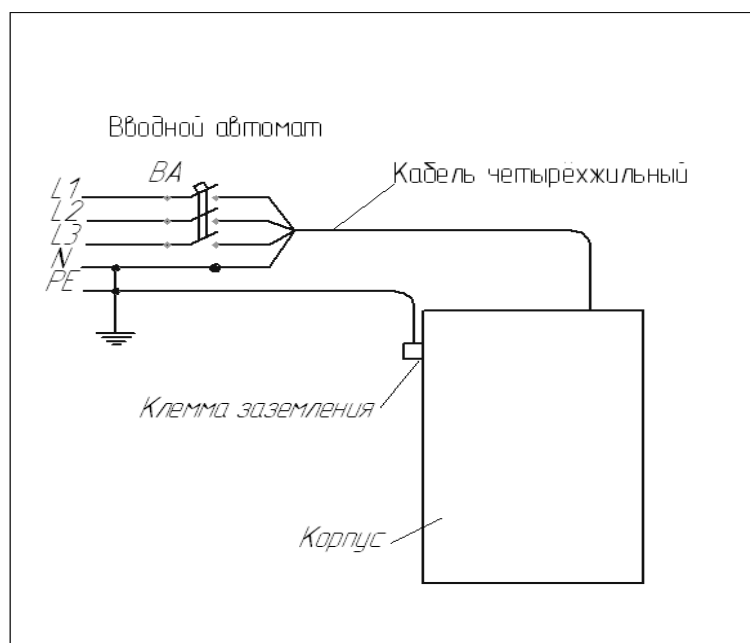 Вводной автомат
ВА
Кабель четырёхжильный
L1
L2
L3
N
PE
Клемма заземления
Корпус